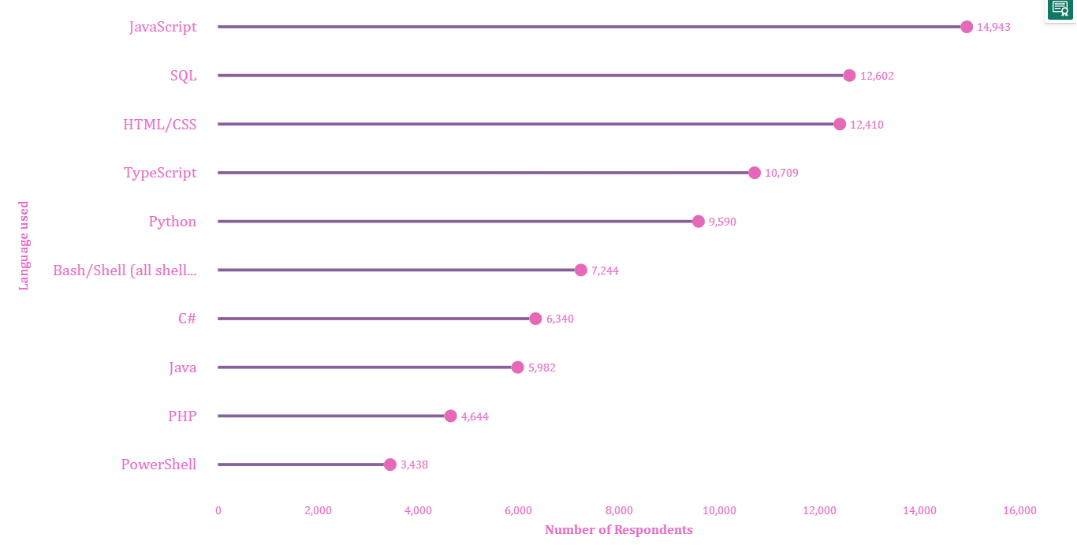 JavaScript 14,943
SQL 12,602
HTML/CSS 12,410
TypeScript 10,709
Python 9,590
Bash/Shell (all shell... 7,244
C# 6,340
Java 5,982
PHP 4,644
PowerShell 3,438
Language used
0 2,000 4,000 6,000 8,000 10,000 12,000 14,000 16,000
Number of Respondents